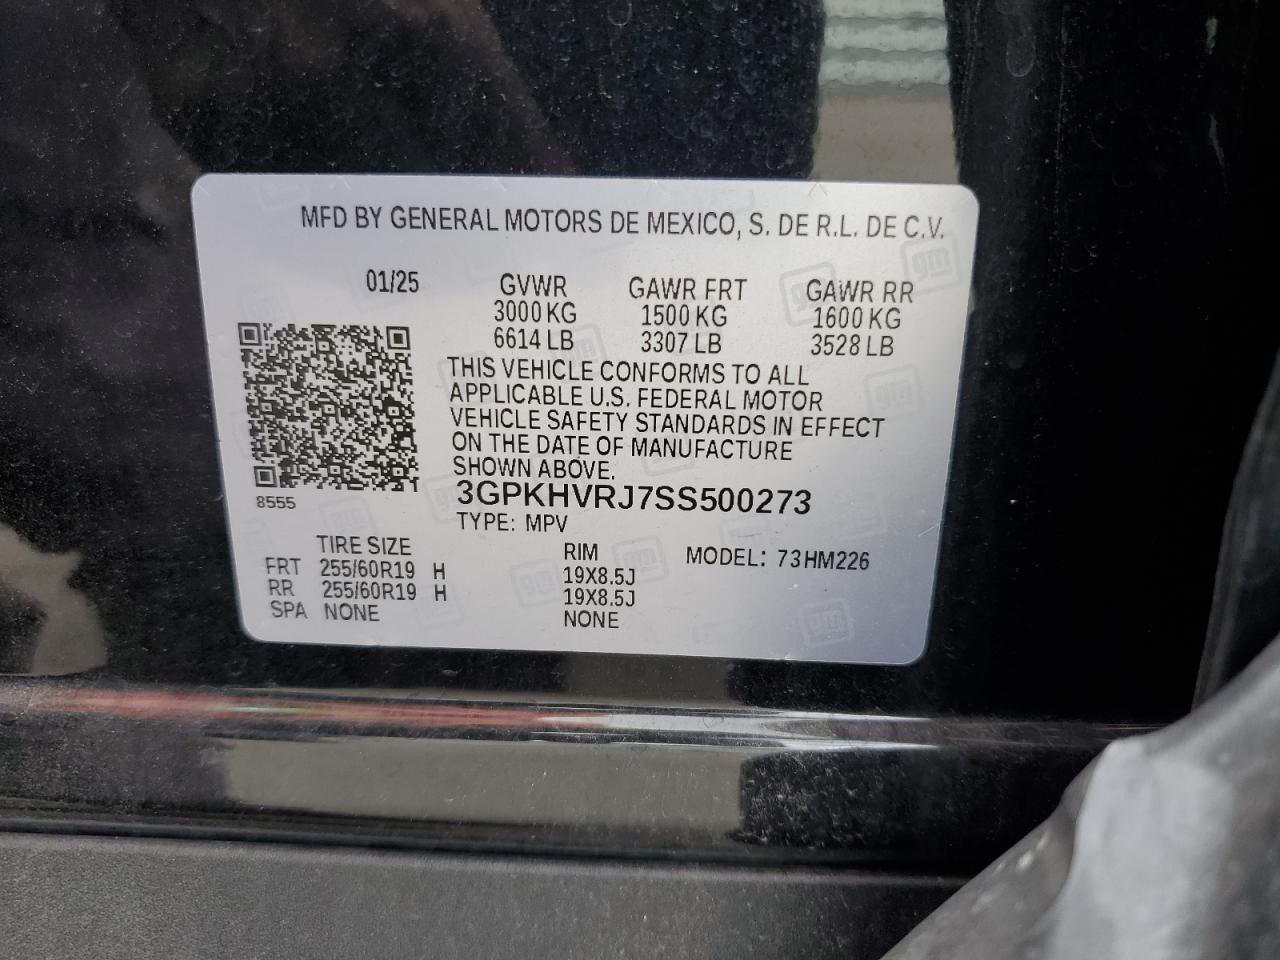 MFD BY GENERAL MOTORS DE MEXICO, S. DE R.L. DE C.V.
01/25 GVWR GAWR FRT GAWR RR
3000 KG 1500 KG 1600 KG
6614 LB 3307 LB 3528 LB
THIS VEHICLE CONFORMS TO ALL
APPLICABLE U.S. FEDERAL MOTOR
VEHICLE SAFETY STANDARDS IN EFFECT
ON THE DATE OF MANUFACTURE
SHOWN ABOVE.
8555 3GPKHVRJ7SS500273
TYPE: MPV
TIRE SIZE RIM MODEL: 73HM226
FRT 255/60R19 H 19X8.5J
RR 255/60R19 H 19X8.5J
SPA NONE NONE